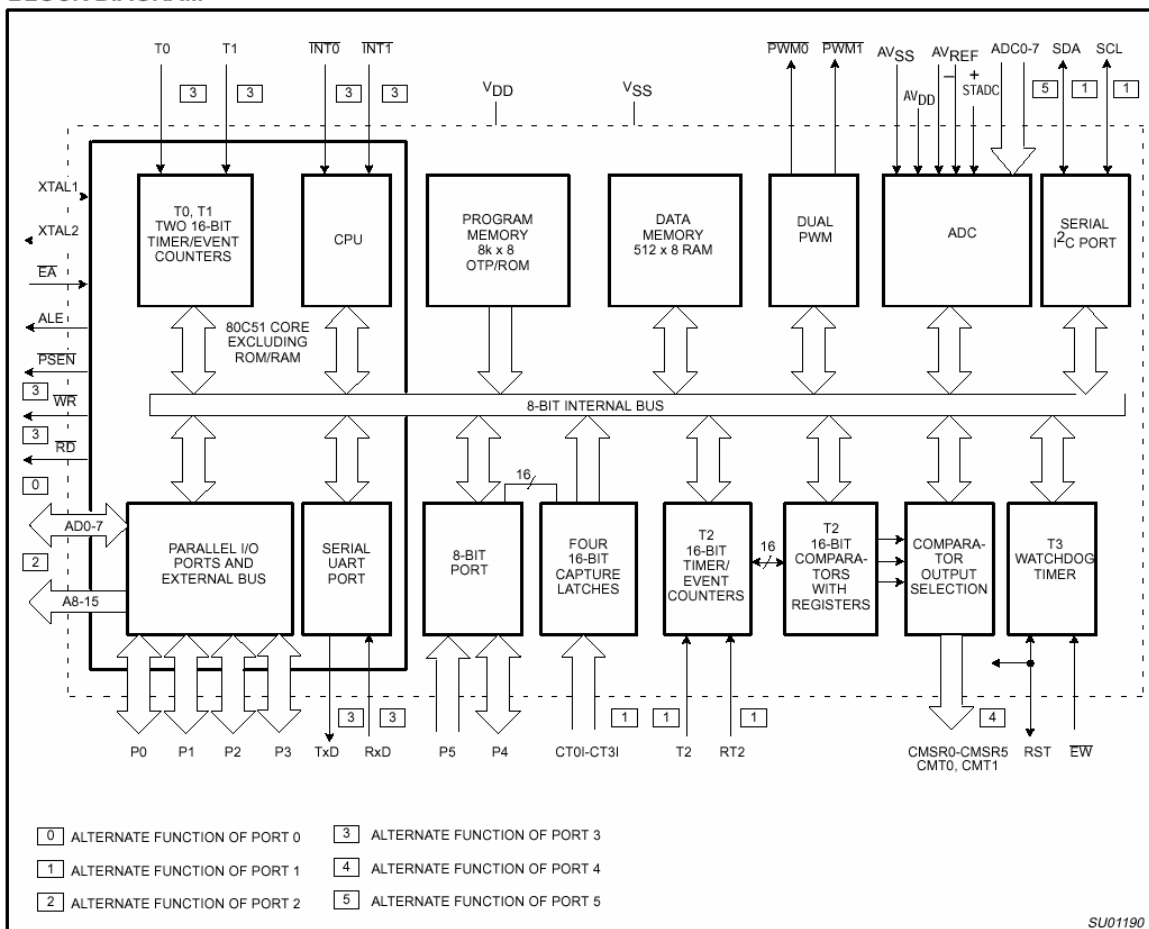 T0 T1 INT0 INT1 PWM0 PWM1 AVSS AVREF ADC0-7 SDA SCL
− +
3 3 3 3 VDD VSS AVDD STADC 5 1 1
XTAL1
XTAL2
EA
ALE
PSEN
3 WR
3 RD
0
AD0-7
2
A8-15
T0, T1
TWO 16-BIT
TIMER/EVENT
COUNTERS
CPU
PROGRAM
MEMORY
8k x 8
OTP/ROM
DATA
MEMORY
512 x 8 RAM
DUAL
PWM
ADC
SERIAL
I2C PORT
80C51 CORE
EXCLUDING
ROM/RAM
8-BIT INTERNAL BUS
PARALLEL I/O
PORTS AND
EXTERNAL BUS
SERIAL
UART
PORT
8-BIT
PORT
16
FOUR
16-BIT
CAPTURE
LATCHES
T2
16-BIT
TIMER/
EVENT
COUNTERS
16
T2
16-BIT
COMPARA-
TORS
WITH
REGISTERS
COMPARA-
TOR
OUTPUT
SELECTION
T3
WATCHDOG
TIMER
3 3 1 1 1 4
P0 P1 P2 P3 TxD RxD P5 P4 CT0I-CT3I T2 RT2 CMSR0-CMSR5 RST EW
CMT0, CMT1
0 ALTERNATE FUNCTION OF PORT 0
1 ALTERNATE FUNCTION OF PORT 1
2 ALTERNATE FUNCTION OF PORT 2
3 ALTERNATE FUNCTION OF PORT 3
4 ALTERNATE FUNCTION OF PORT 4
5 ALTERNATE FUNCTION OF PORT 5
SU01190